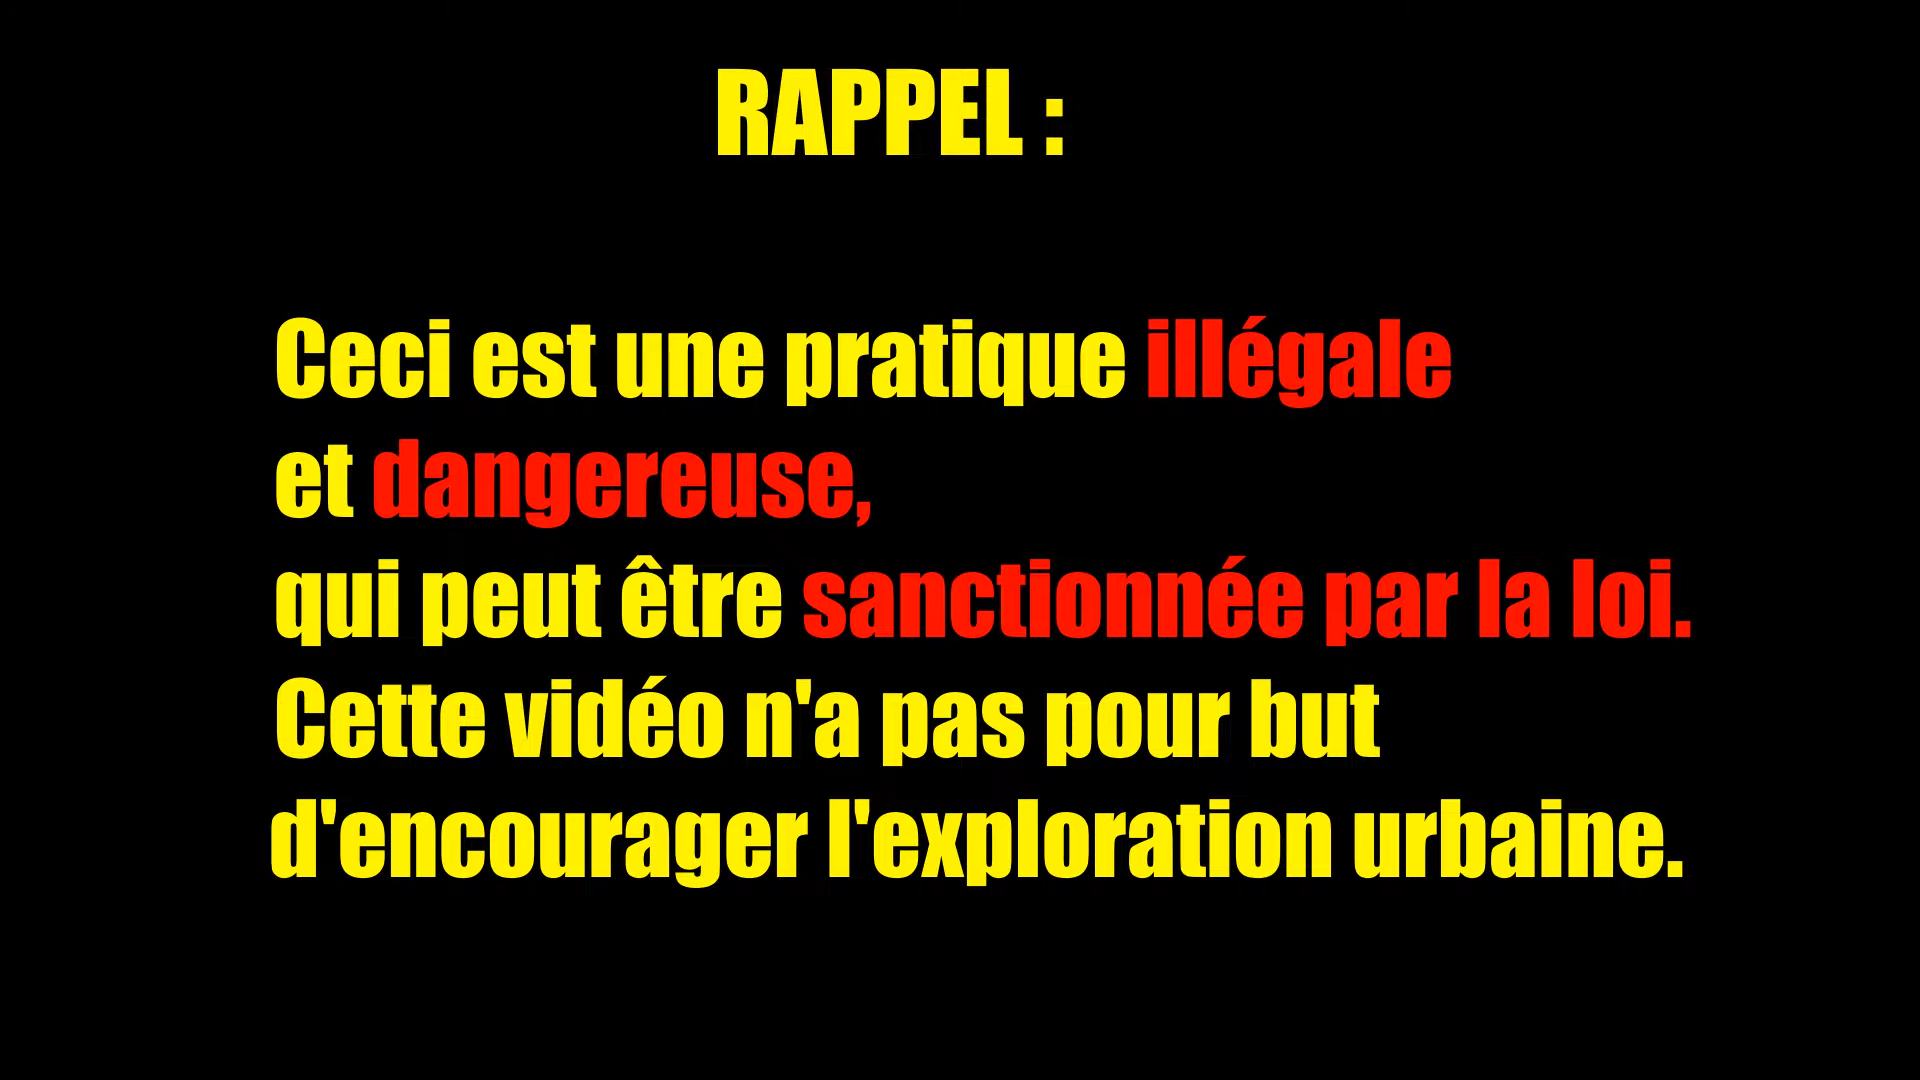 RAPPEL :
Ceci est une pratique illégale
et dangereuse,
qui peut être sanctionnée par la loi.
Cette vidéo n'a pas pour but
d'encourager l'exploration urbaine.